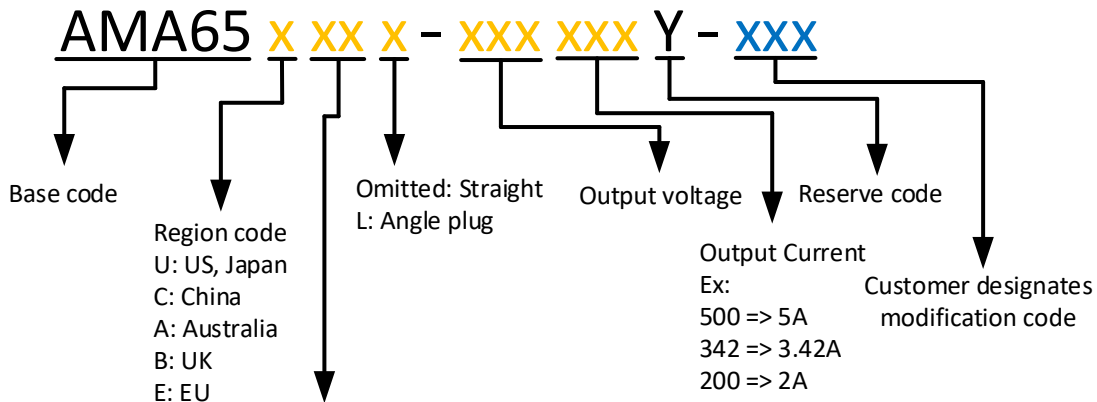 AMA65 x xx x - xxx xxx Y - xxx
Base code
Omitted: Straight
L: Angle plug
Output voltage
Reserve code
Region code
U: US, Japan
C: China
A: Australia
B: UK
E: EU
Output Current
Ex:
500 => 5A
342 => 3.42A
200 => 2A
Customer designates
modification code